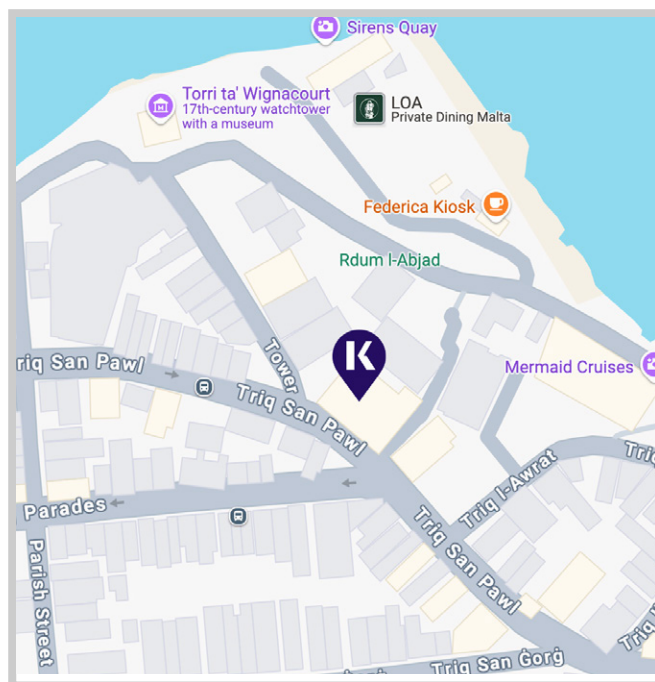 Sirens Quay
Torri ta' Wignacourt
17th-century watchtower
with a museum
LOA
Private Dining Malta
Federica Kiosk
Rdum l-Abjad
Mermaid Cruises
riq San Pawl
Tower
K
Triq San Pawl
Triq
Triq l-Awrat
Parades
Triq San Pawl
Parish Street
Triq San Ġorġ